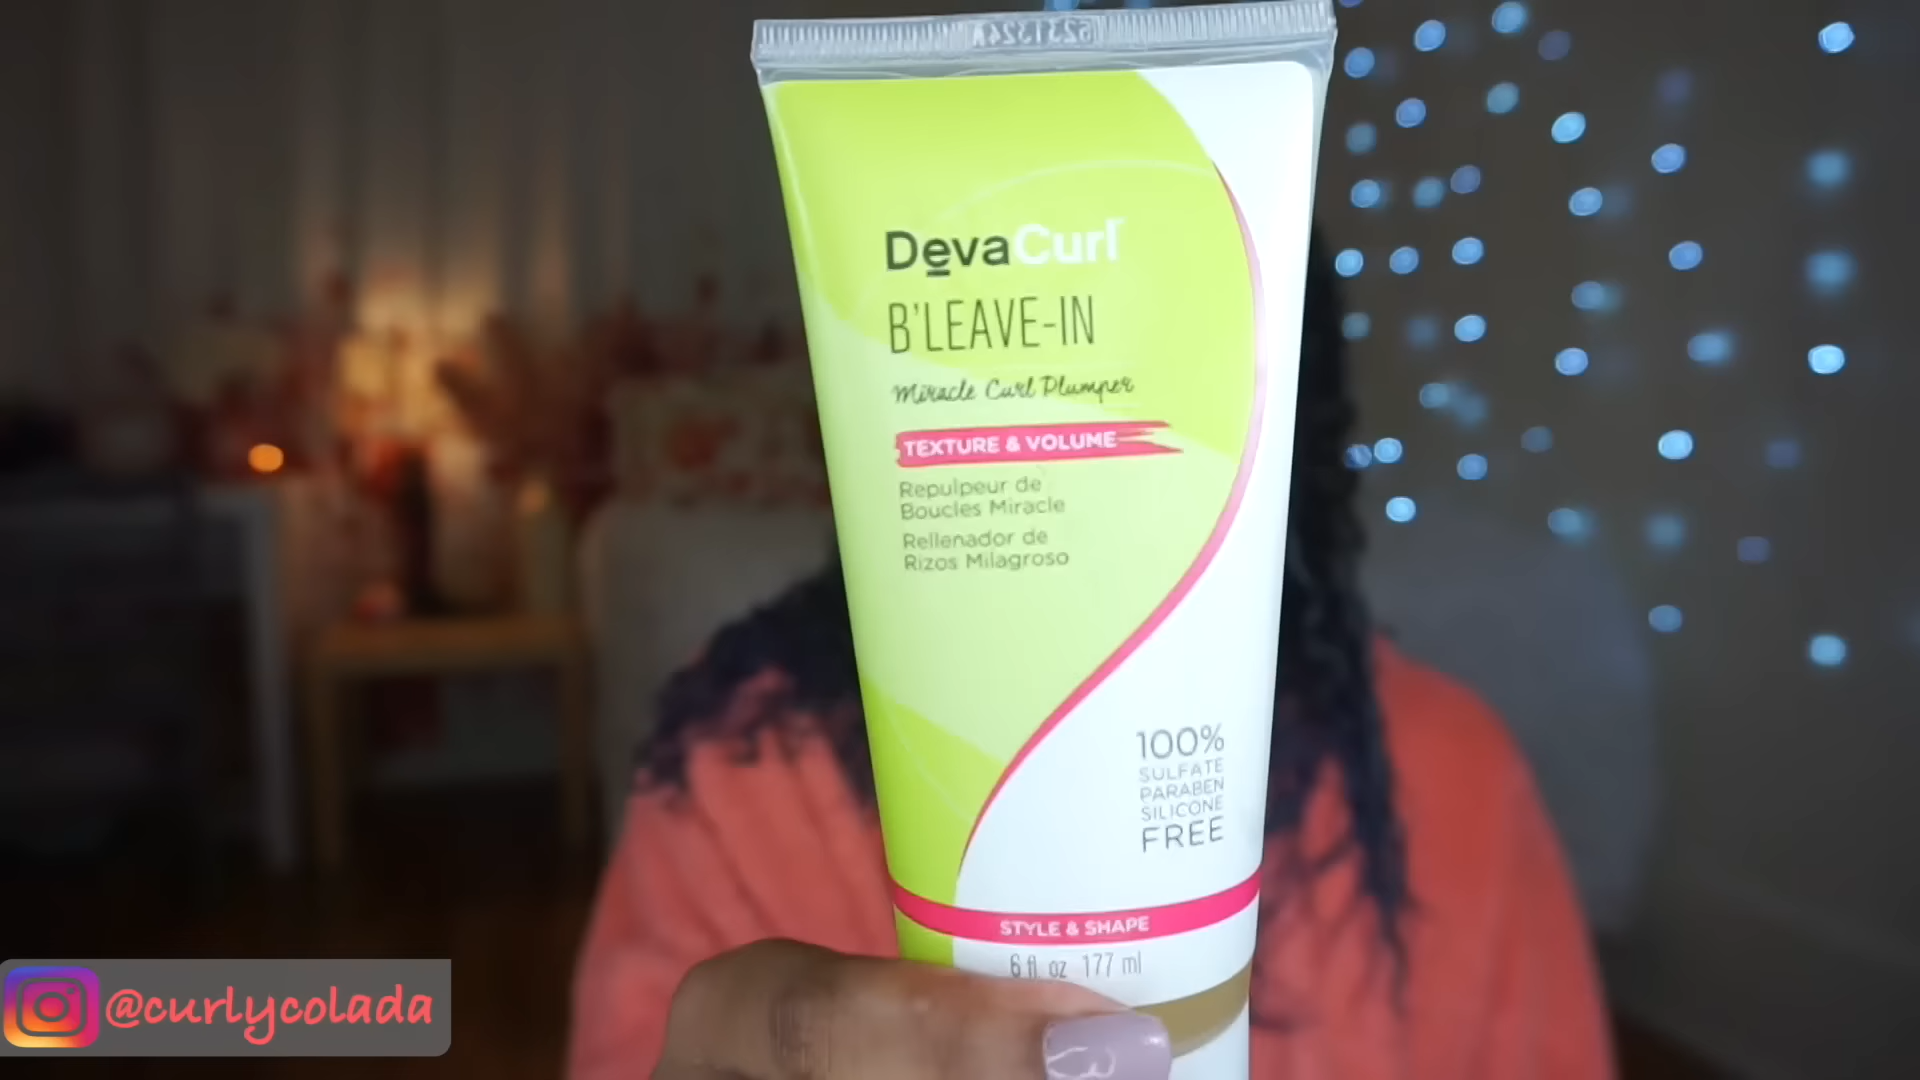 DevaCurl
B'LEAVE-IN
Miracle Curl Plumper
TEXTURE & VOLUME
Repulpeur de
Boucles Miracle
Rellenador de
Rizos Milagroso
100%
SULFATE
PARABEN
SILICONE
FREE
STYLE & SHAPE
6 fl. oz 177 ml
@curlycolada